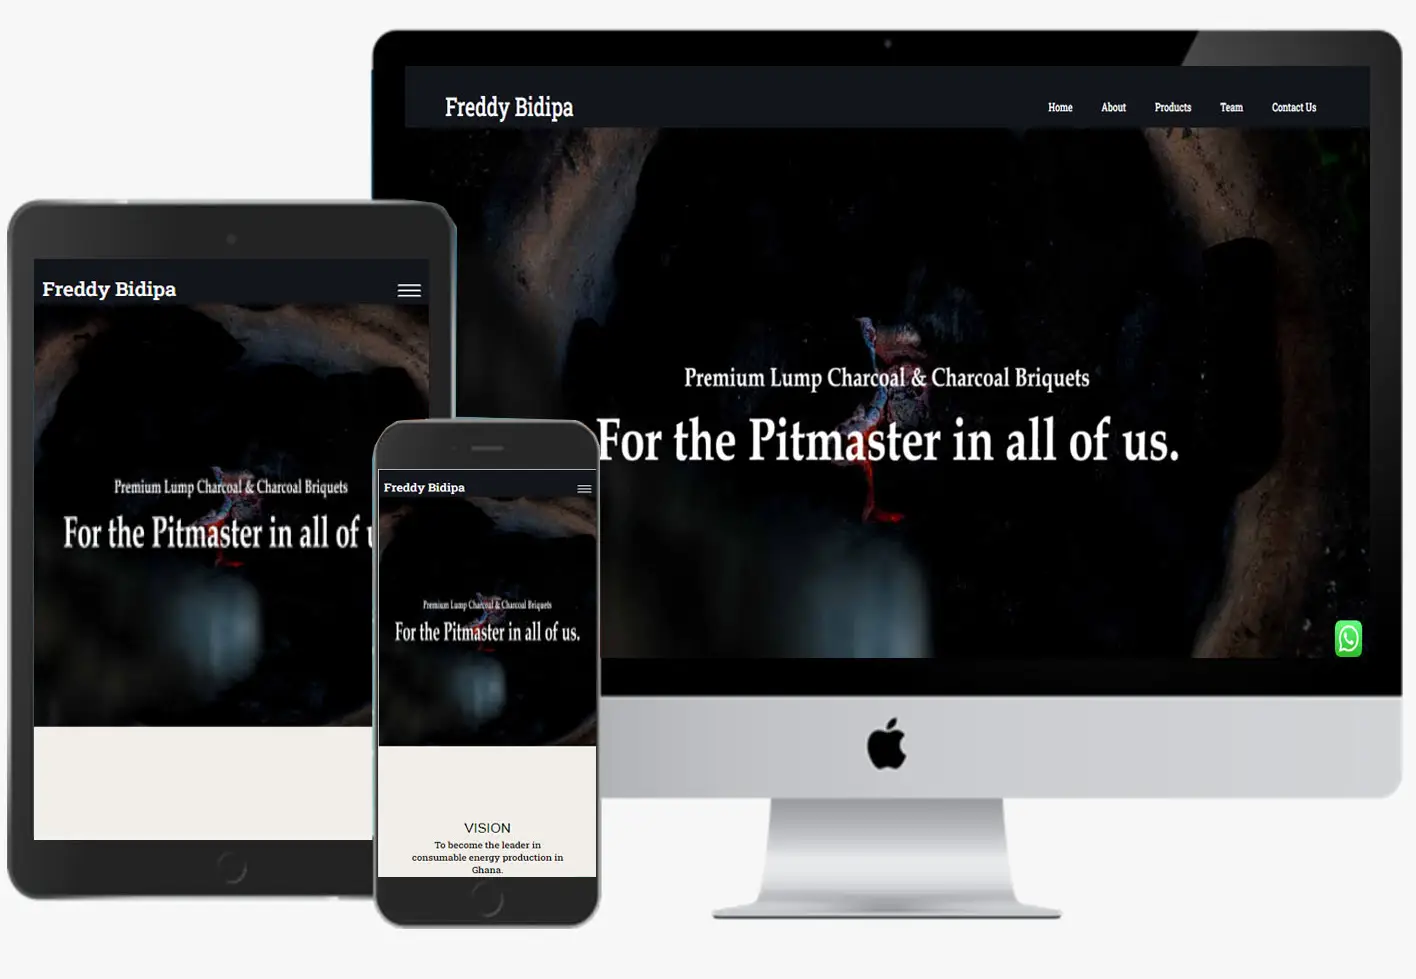 Freddy Bidipa
Home About Products Team Contact Us
Premium Lump Charcoal & Charcoal Briquets
For the Pitmaster in all of us.
Freddy Bidipa
Premium Lump Charcoal & Charcoal Briquets
For the Pitmaster in all of
Freddy Bidipa
Premium Lump Charcoal & Charcoal Briquets
For the Pitmaster in all of us.
VISION
To become the leader in
consumable energy production in
Ghana.